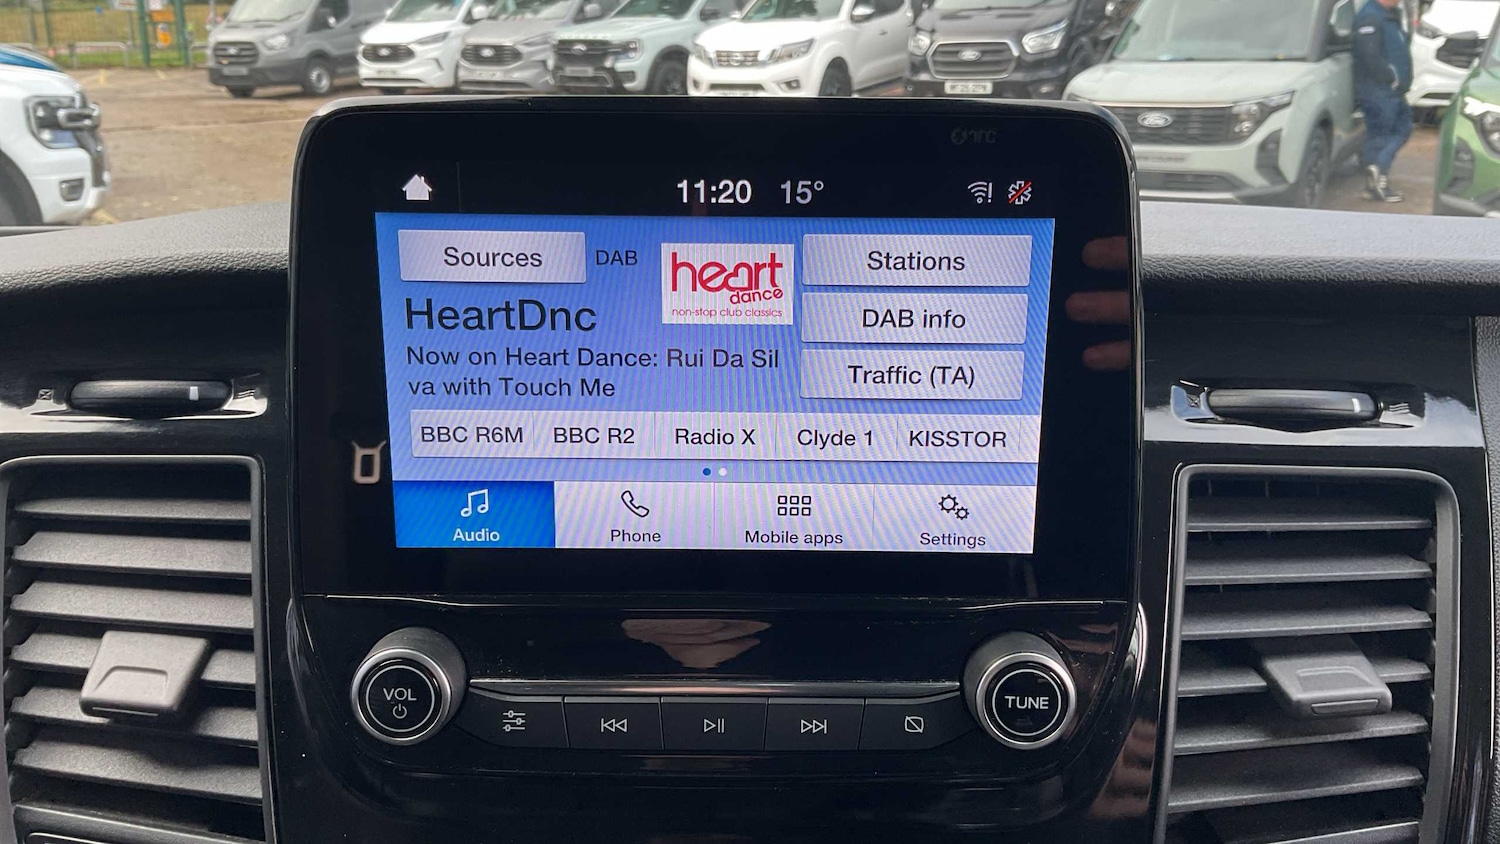 11:20 15°
Sources DAB
heart
dance
non-stop club classics
Stations
HeartDnc
DAB info
Now on Heart Dance: Rui Da Sil
va with Touch Me
Traffic (TA)
BBC R6M BBC R2 Radio X Clyde 1 KISSTOR
Audio Phone Mobile apps Settings
VOL
TUNE